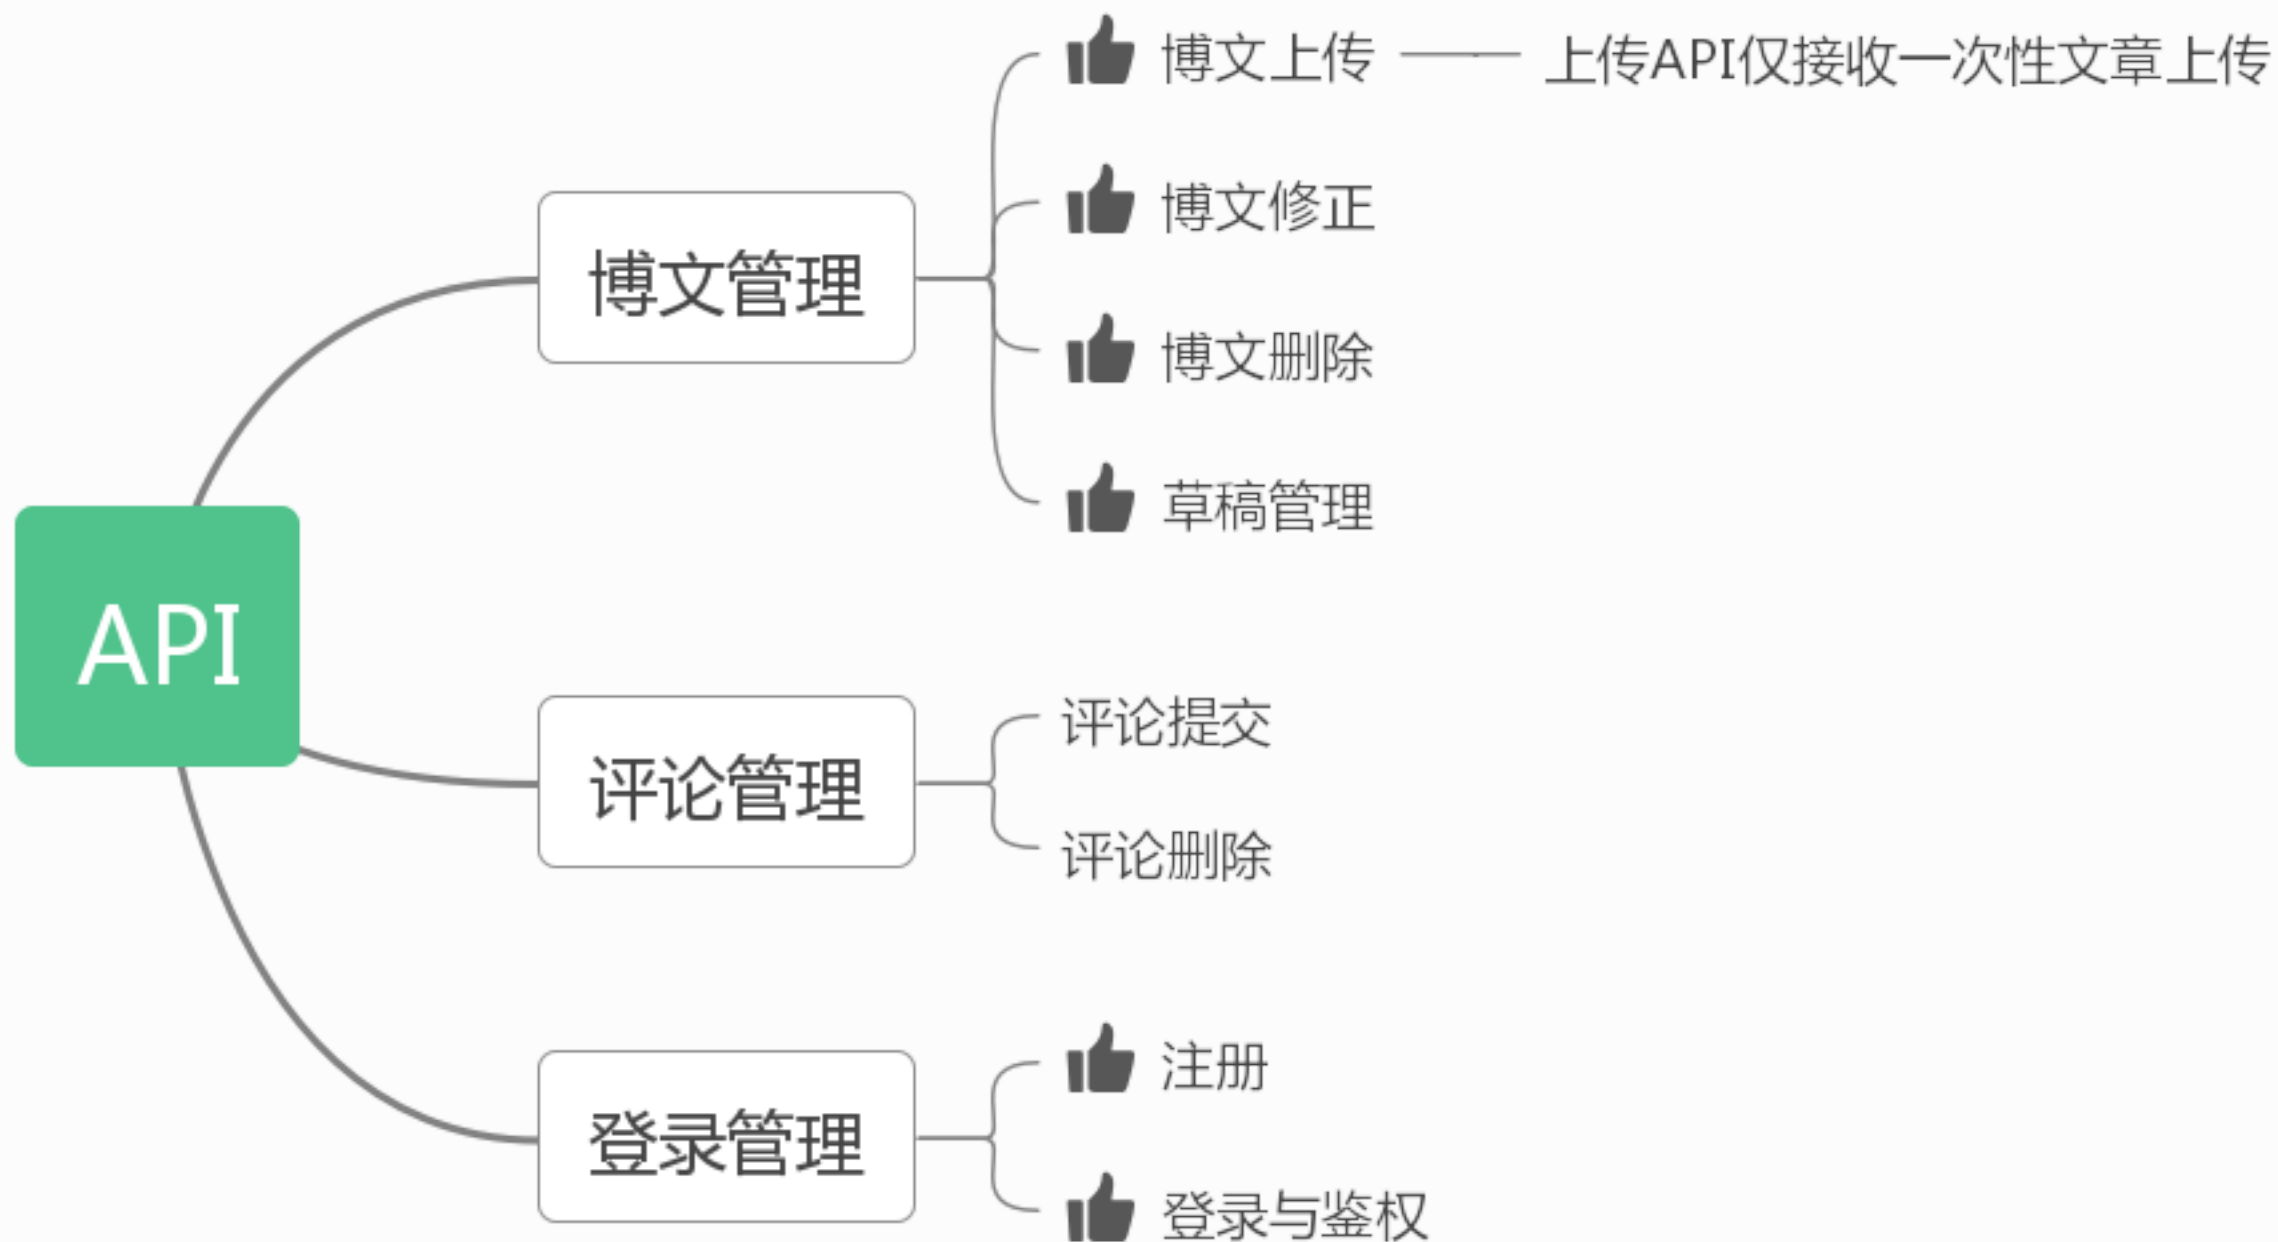 博文上传
上传API仅接收一次性文章上传
博文修正
博文管理
博文删除
草稿管理
API
评论提交
评论管理
评论删除
注册
登录管理
登录与鉴权